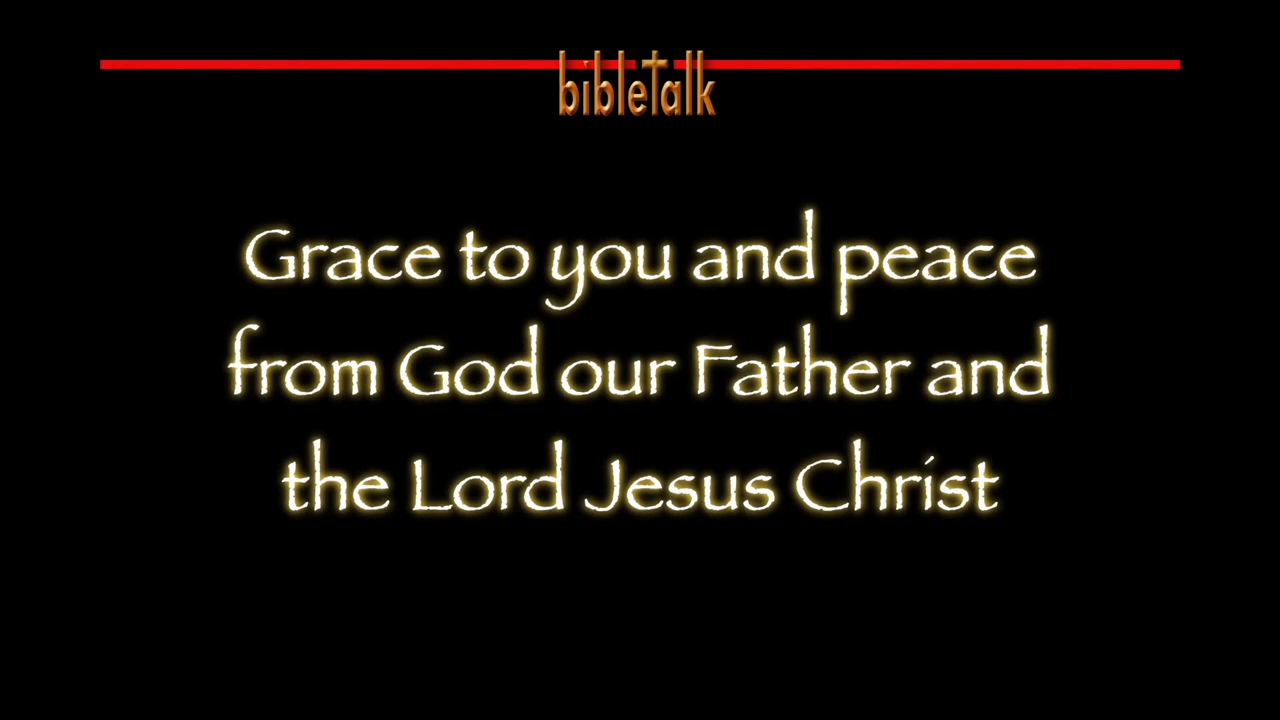 bibleTalk
Grace to you and peace
from God our Father and
the Lord Jesus Christ